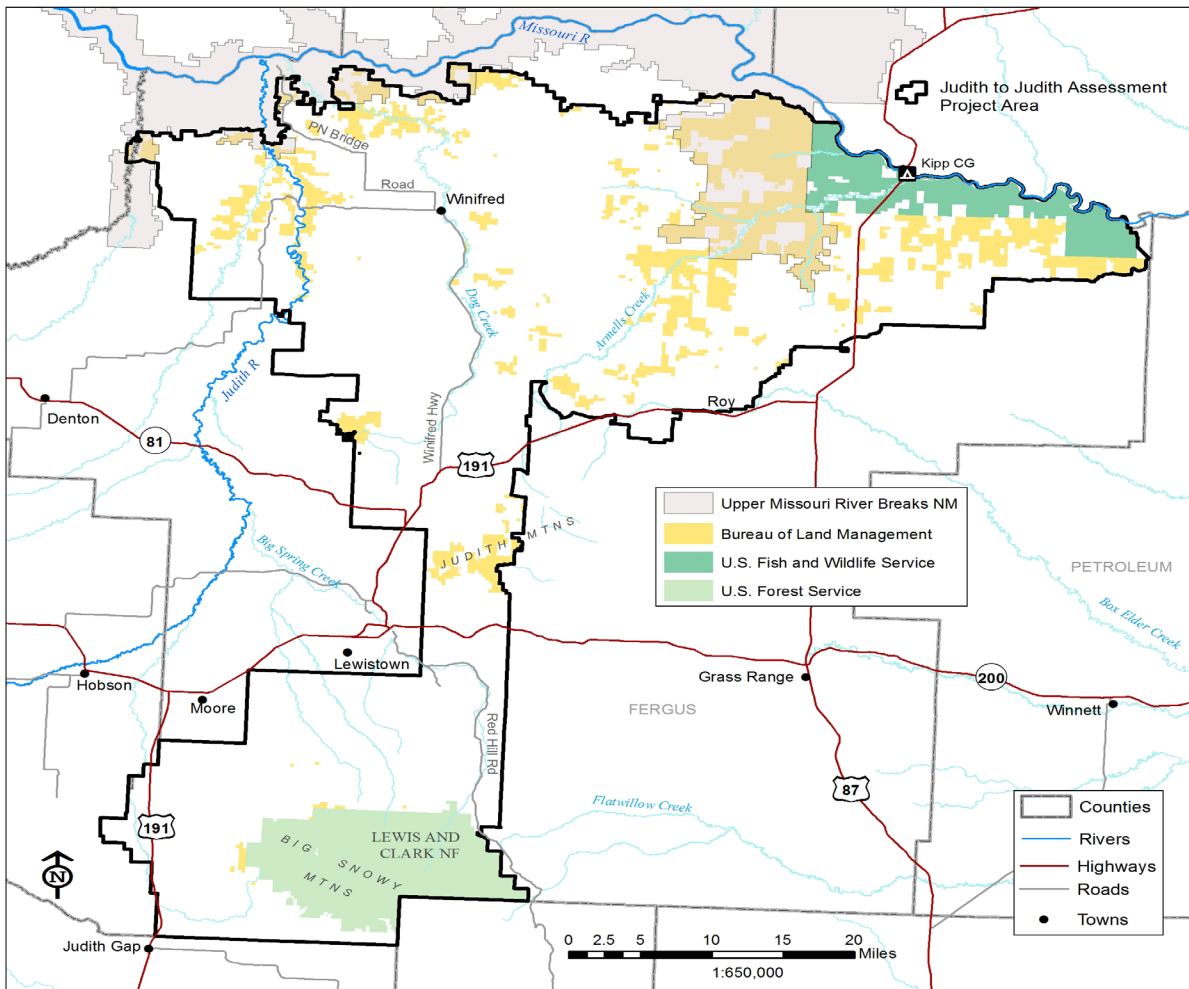 Missouri R
Judith to Judith Assessment
Project Area
PN Bridge
Road
Kipp CG
Winifred
Dog Creek
Armells Creek
Judith R
Winifred Hwy
Denton
81
Roy
191
Upper Missouri River Breaks NM
Bureau of Land Management
U.S. Fish and Wildlife Service
U.S. Forest Service
JUDITH MTNS
Big Spring Creek
PETROLEUM
Box Elder Creek
Lewistown
Hobson
Moore
Grass Range
200
Winnett
FERGUS
Red Hill Rd
87
Flatwillow Creek
191
LEWIS AND
CLARK NF
BIG SNOWY
MTNS
N
Judith Gap
Counties
Rivers
Highways
Roads
Towns
0 2.5 5 10 15 20
Miles
1:650,000